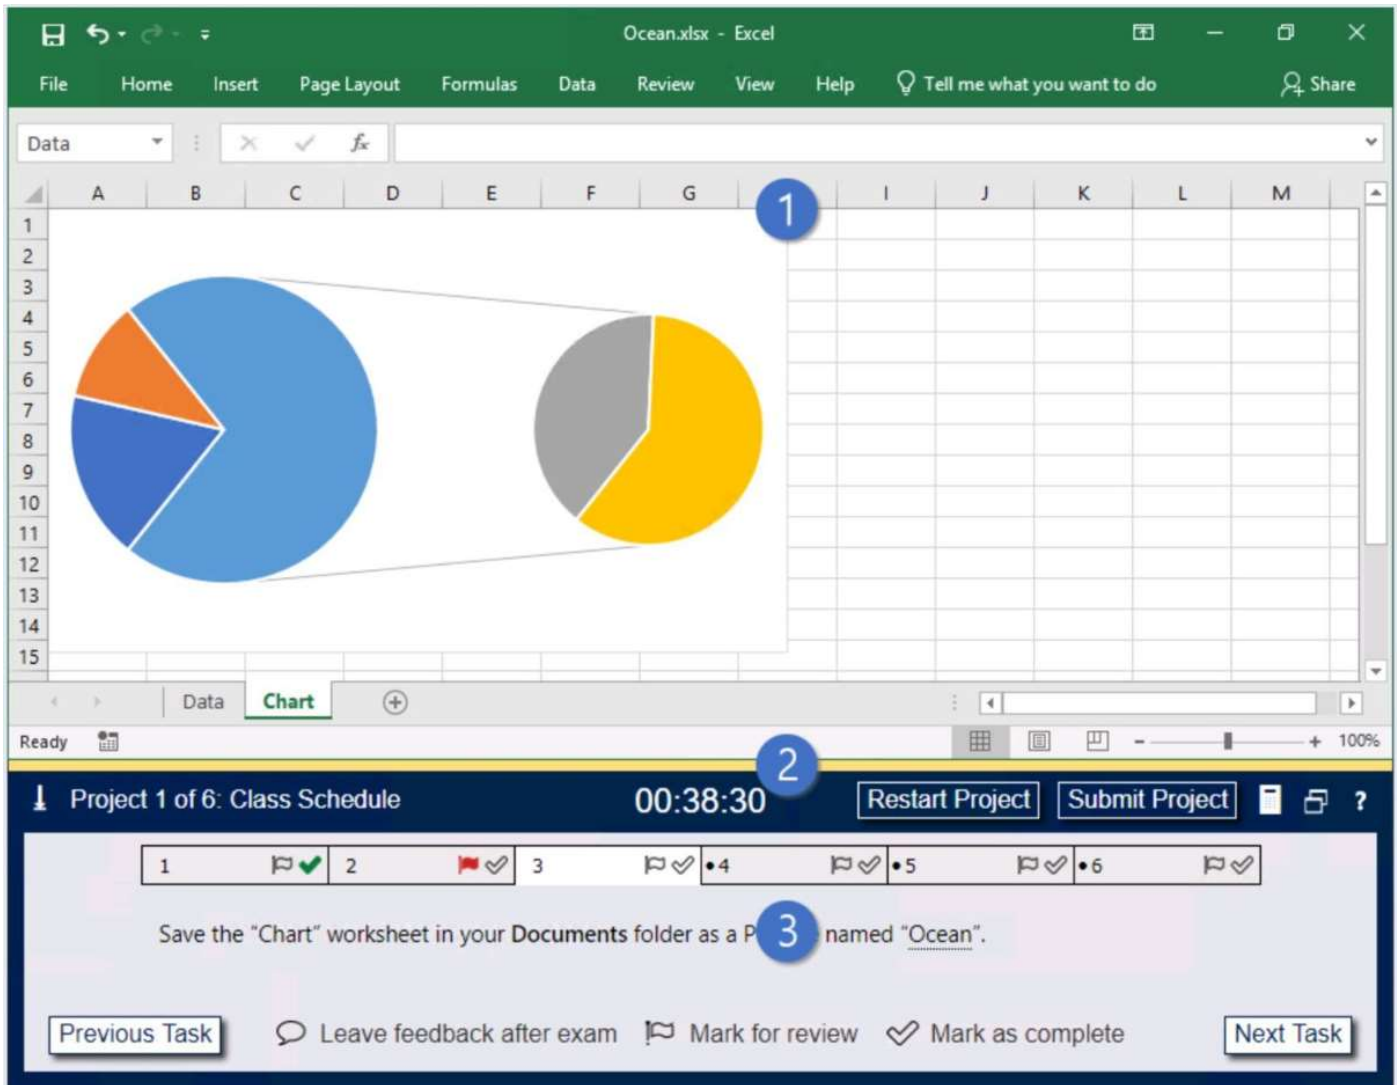 Ocean.xlsx - Excel
File Home Insert Page Layout Formulas Data Review View Help Tell me what you want to do Share
Data fx
A B C D E F G 1 I J K L M
1
2
3
4
5
6
7
8
9
10
11
12
13
14
15
Data Chart
Ready 100%
2
Project 1 of 6: Class Schedule 00:38:30 Restart Project Submit Project ?
1 2 3 •4 •5 •6
Save the "Chart" worksheet in your Documents folder as a P 3 named "Ocean".
Previous Task Leave feedback after exam Mark for review Mark as complete Next Task